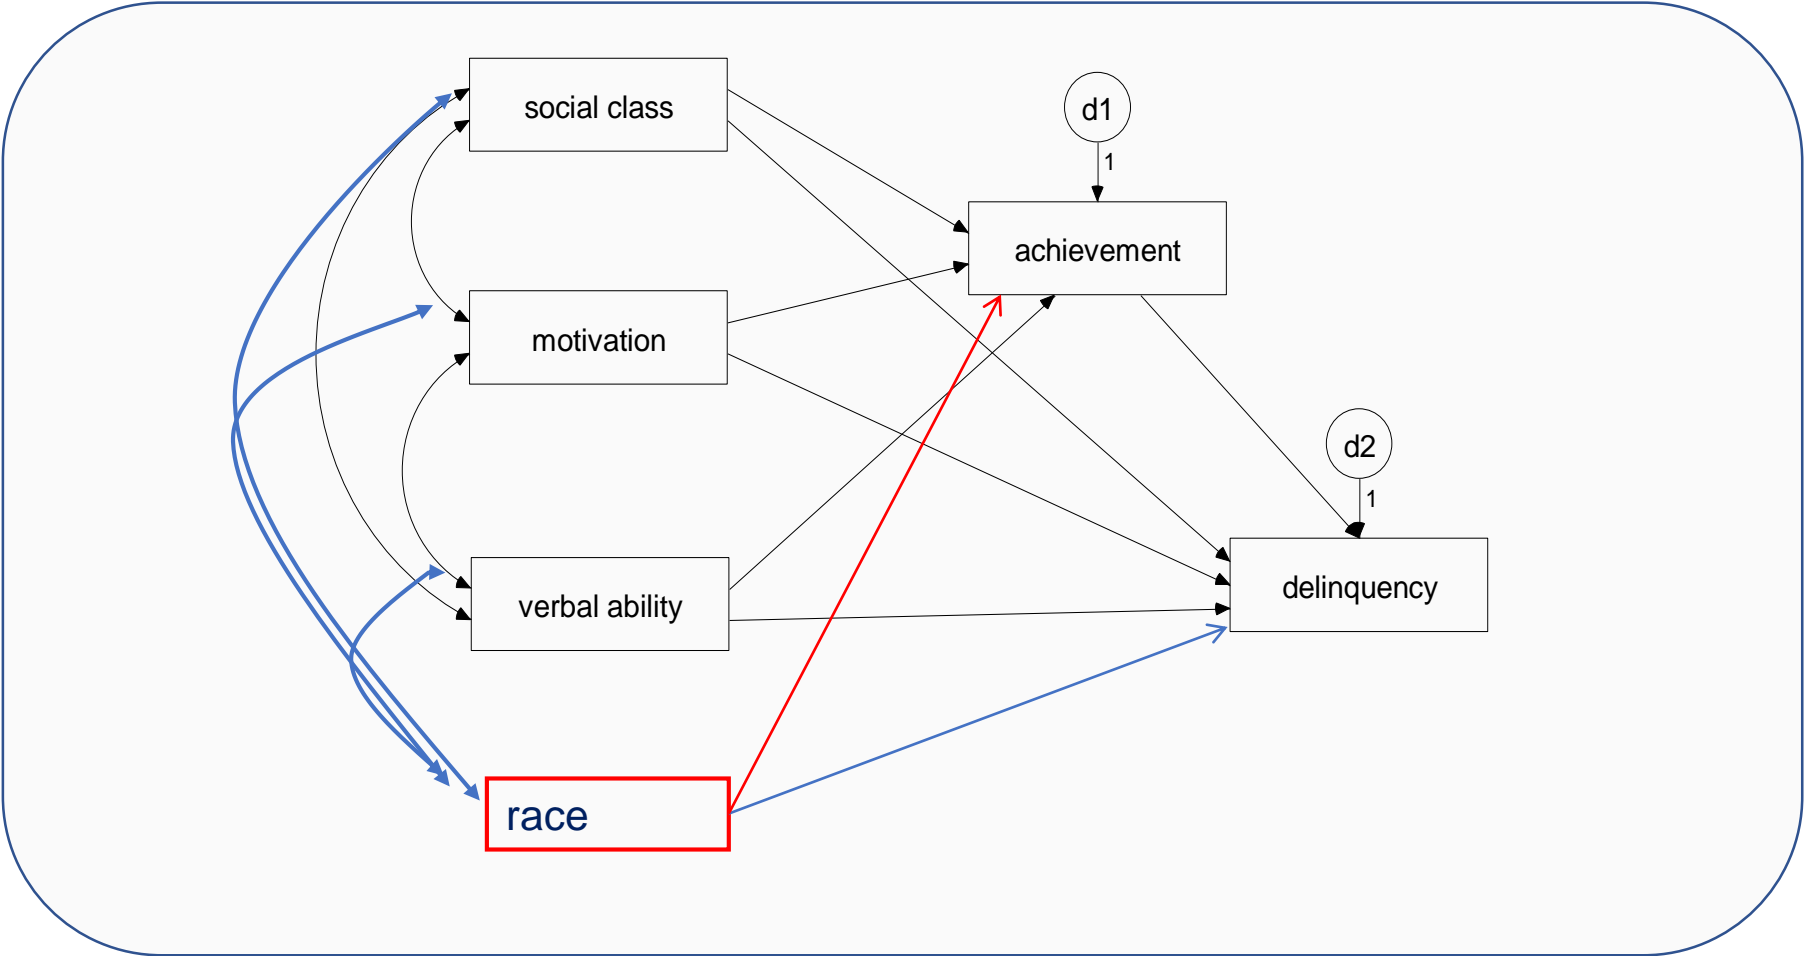 social class
d1
1
achievement
motivation
d2
1
delinquency
verbal ability
race